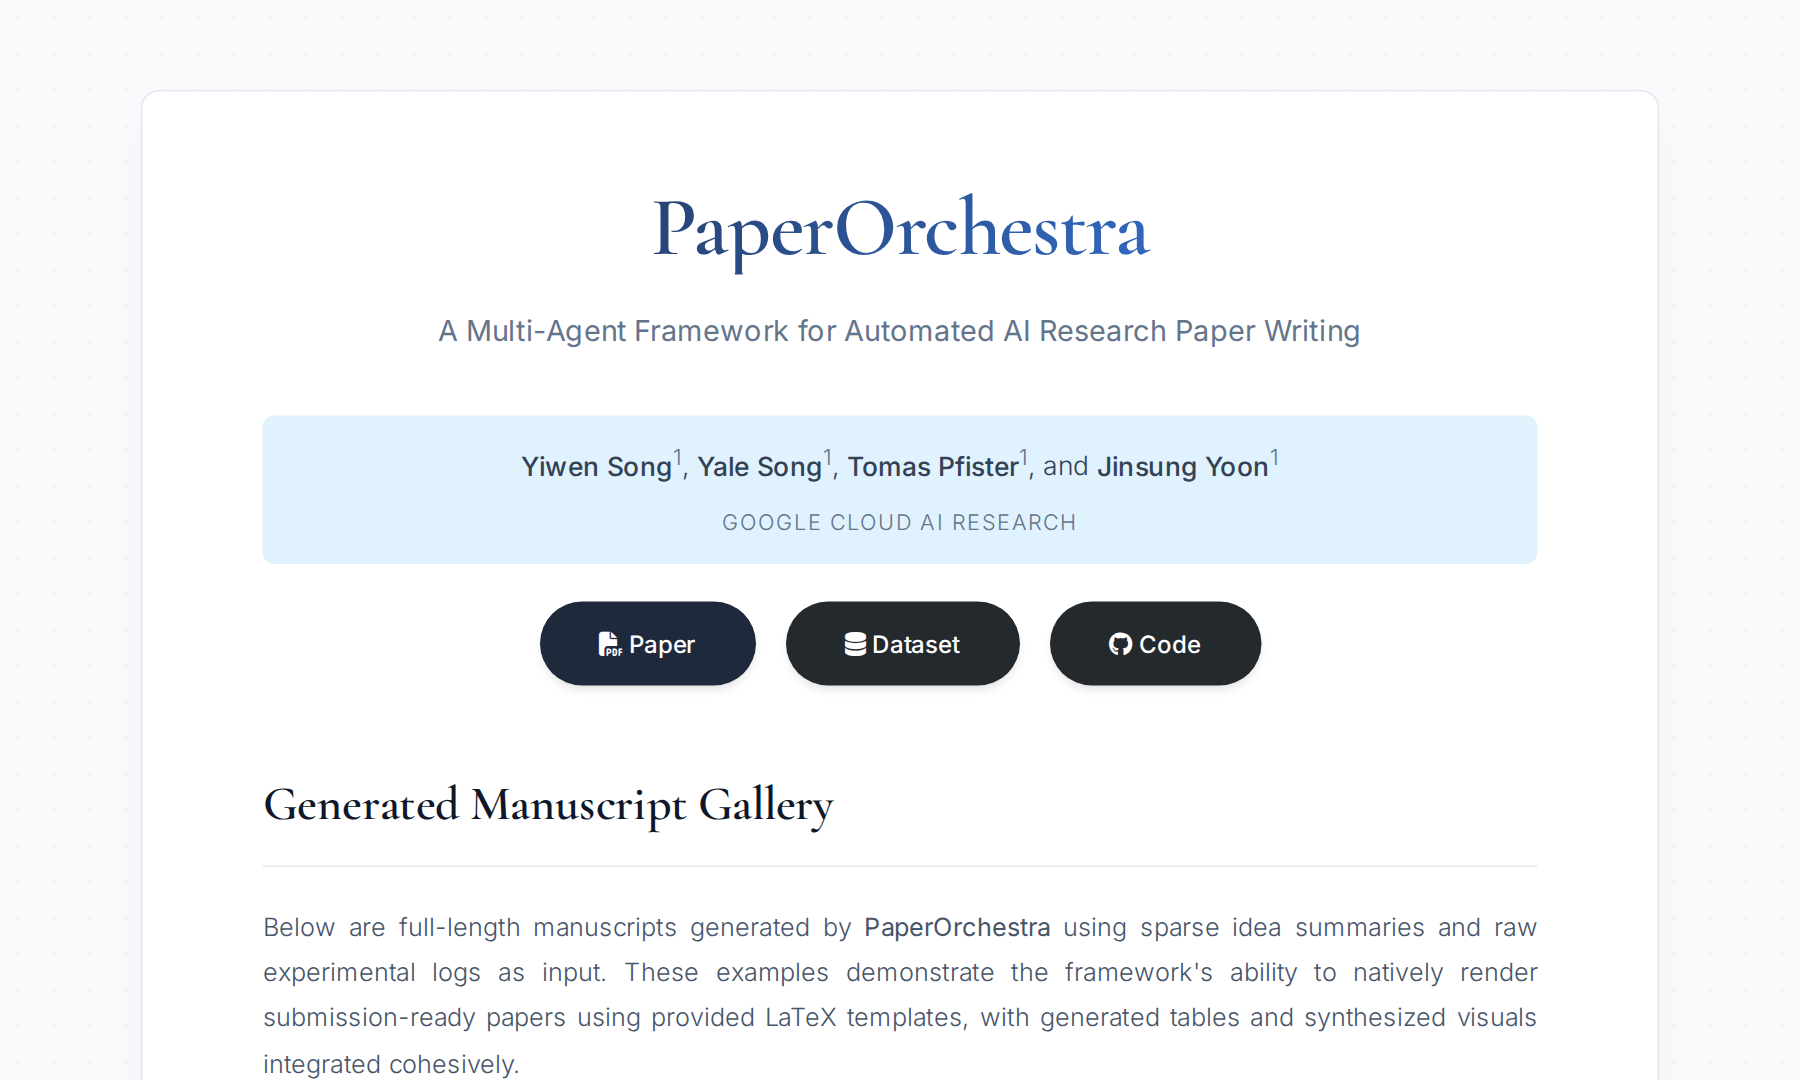 PaperOrchestra
A Multi-Agent Framework for Automated AI Research Paper Writing
Yiwen Song1, Yale Song1, Tomas Pfister1, and Jinsung Yoon1
GOOGLE CLOUD AI RESEARCH
Paper
Dataset
Code
Generated Manuscript Gallery
Below are full-length manuscripts generated by PaperOrchestra using sparse idea summaries and raw
experimental logs as input. These examples demonstrate the framework's ability to natively render
submission-ready papers using provided LaTeX templates, with generated tables and synthesized visuals
integrated cohesively.